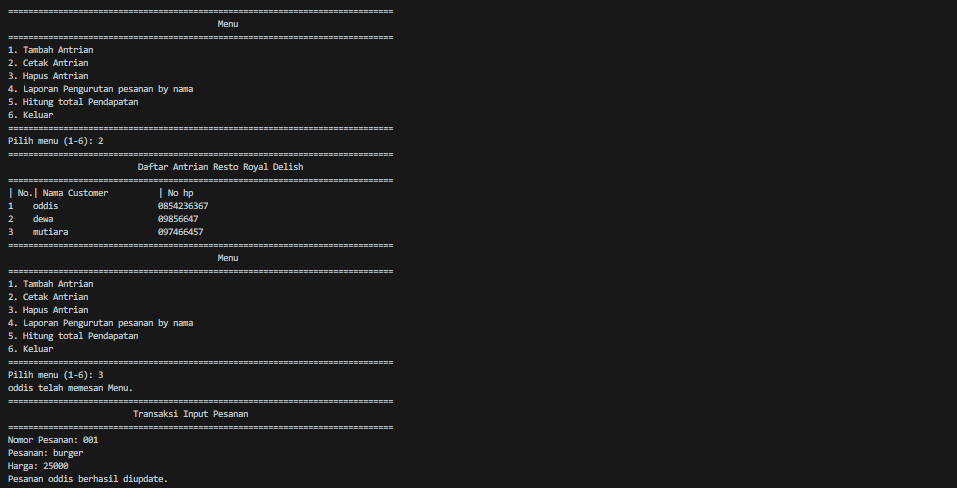 =============================================================================
Menu
=============================================================================
1. Tambah Antrian
2. Cetak Antrian
3. Hapus Antrian
4. Laporan Pengurutan pesanan by nama
5. Hitung total Pendapatan
6. Keluar
=============================================================================
Pilih menu (1-6): 2
=============================================================================
Daftar Antrian Resto Royal Delish
=============================================================================
| No.| Nama Customer          | No hp
1    oddis                    0854236367
2    dewa                     09856647
3    mutiara                  097466457
=============================================================================
Menu
=============================================================================
1. Tambah Antrian
2. Cetak Antrian
3. Hapus Antrian
4. Laporan Pengurutan pesanan by nama
5. Hitung total Pendapatan
6. Keluar
=============================================================================
Pilih menu (1-6): 3
oddis telah memesan Menu.
=============================================================================
Transaksi Input Pesanan
=============================================================================
Nomor Pesanan: 001
Pesanan: burger
Harga: 25000
Pesanan oddis berhasil diupdate.